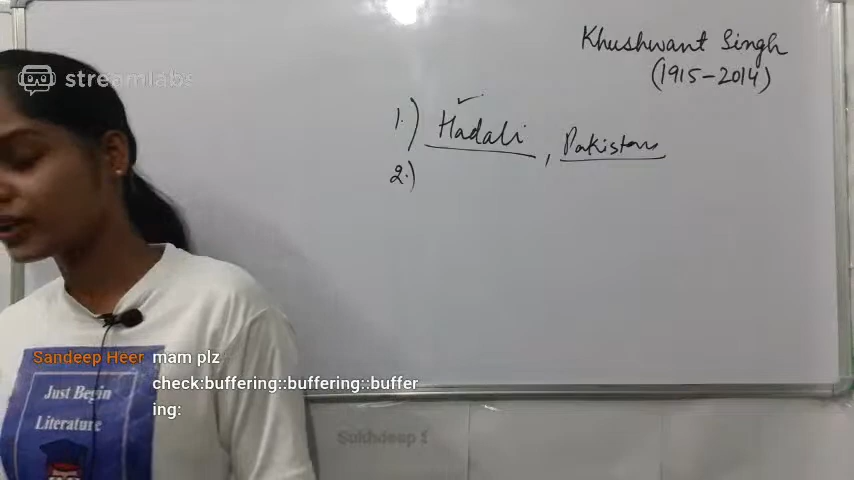 Khushwant Singh
(1915-2014)
1.) Hadali, Pakistan
2.)
streamlabs
Sandeep Heer mam plz
check:buffering::buffering::buffer
ing:
Just Begin
Literature
Sukhdeep S